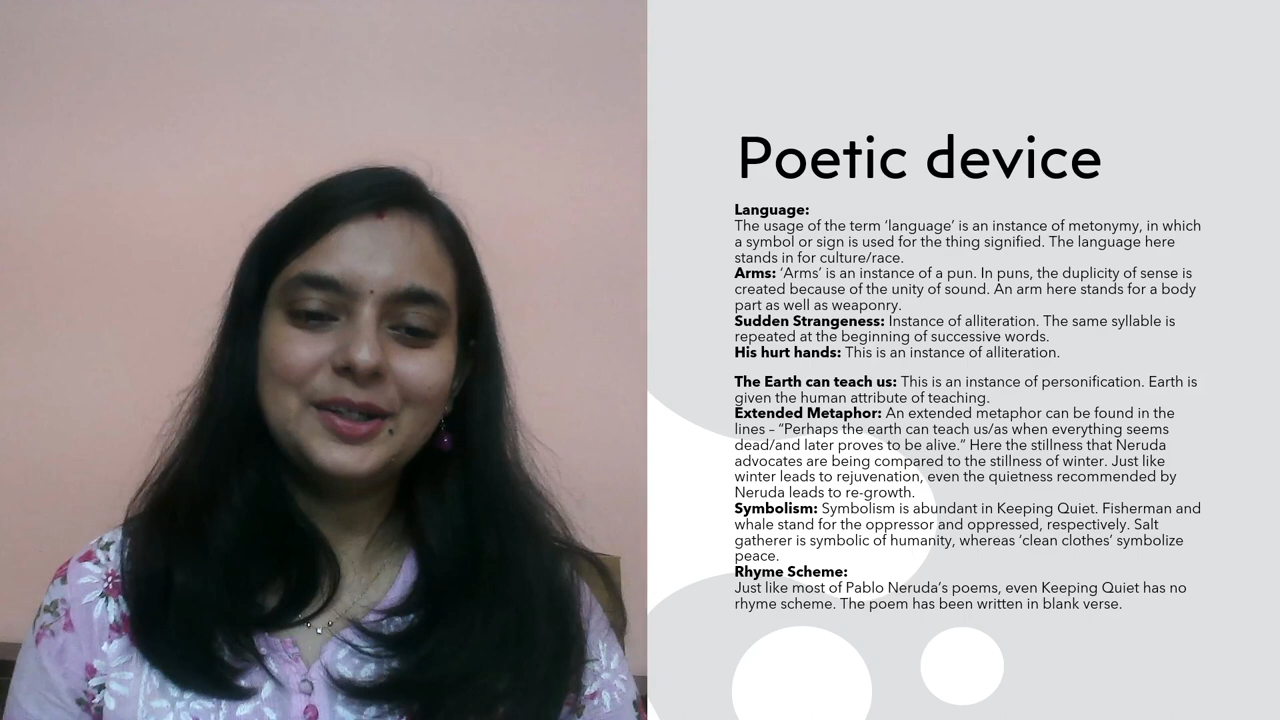 Poetic device
Language:
The usage of the term ‘language’ is an instance of metonymy, in which
a symbol or sign is used for the thing signified. The language here
stands in for culture/race.
Arms: ‘Arms’ is an instance of a pun. In puns, the duplicity of sense is
created because of the unity of sound. An arm here stands for a body
part as well as weaponry.
Sudden Strangeness: Instance of alliteration. The same syllable is
repeated at the beginning of successive words.
His hurt hands: This is an instance of alliteration.
The Earth can teach us: This is an instance of personification. Earth is
given the human attribute of teaching.
Extended Metaphor: An extended metaphor can be found in the
lines – “Perhaps the earth can teach us/as when everything seems
dead/and later proves to be alive.” Here the stillness that Neruda
advocates are being compared to the stillness of winter. Just like
winter leads to rejuvenation, even the quietness recommended by
Neruda leads to re-growth.
Symbolism: Symbolism is abundant in Keeping Quiet. Fisherman and
whale stand for the oppressor and oppressed, respectively. Salt
gatherer is symbolic of humanity, whereas ‘clean clothes’ symbolize
peace.
Rhyme Scheme:
Just like most of Pablo Neruda’s poems, even Keeping Quiet has no
rhyme scheme. The poem has been written in blank verse.